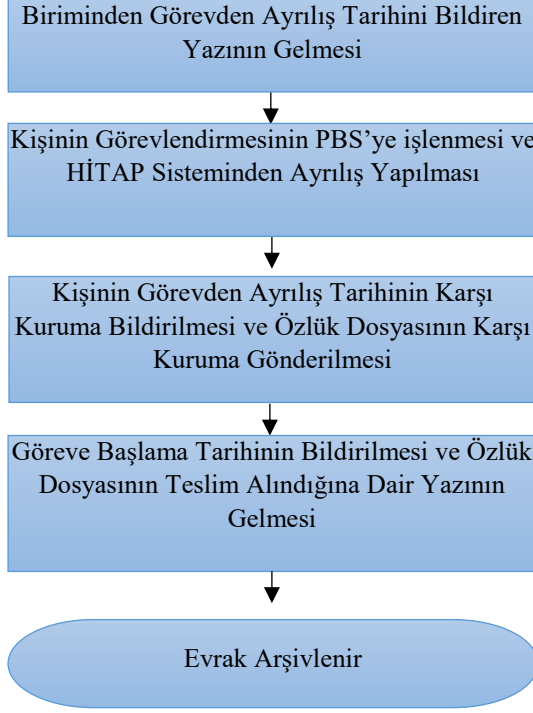 Biriminden Görevden Ayrılış Tarihini Bildiren
Yazının Gelmesi
Kişinin Görevlendirmesinin PBS’ye işlenmesi ve
HİTAP Sisteminden Ayrılış Yapılması
Kişinin Görevden Ayrılış Tarihinin Karşı
Kuruma Bildirilmesi ve Özlük Dosyasının Karşı
Kuruma Gönderilmesi
Göreve Başlama Tarihinin Bildirilmesi ve Özlük
Dosyasının Teslim Alındığına Dair Yazının
Gelmesi
Evrak Arşivlenir